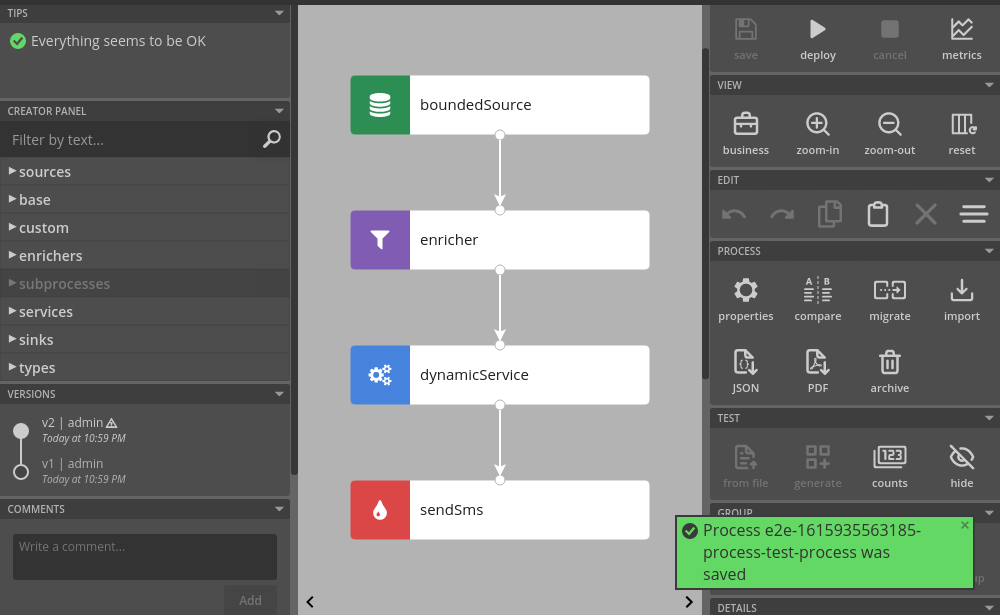 TIPS
Everything seems to be OK
CREATOR PANEL
Filter by text...
sources
base
custom
enrichers
subprocesses
services
sinks
types
VERSIONS
v2 | admin
Today at 10:59 PM
v1 | admin
Today at 10:59 PM
COMMENTS
Write a comment...
Add
boundedSource
enricher
dynamicService
sendSms
save deploy cancel metrics
VIEW
business zoom-in zoom-out reset
EDIT
PROCESS
properties compare migrate import
A B
{}
JSON PDF archive
TEST
123
from file generate counts hide
GROUP
Process e2e-1615935563185-
process-test-process was
saved
DETAILS